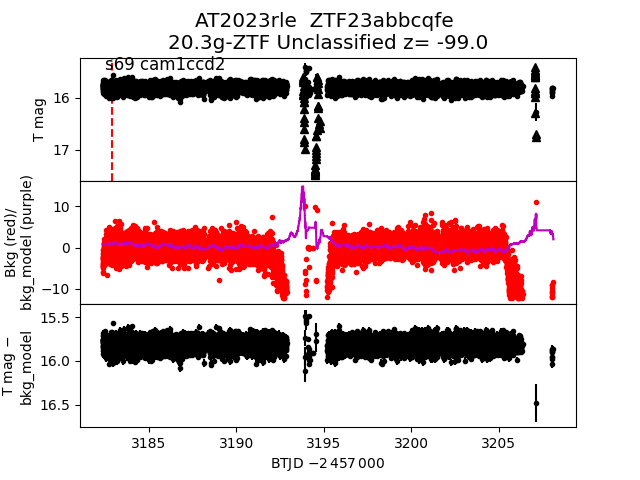 AT2023rle  ZTF23abbcqfe
20.3g-ZTF Unclassified z= -99.0
s69 cam1ccd2
T mag
16
17
Bkg (red)/
bkg_model (purple)
10
0
−10
T mag −
bkg_model
15.5
16.0
16.5
3185
3190
3195
3200
3205
BTJD −2 457 000